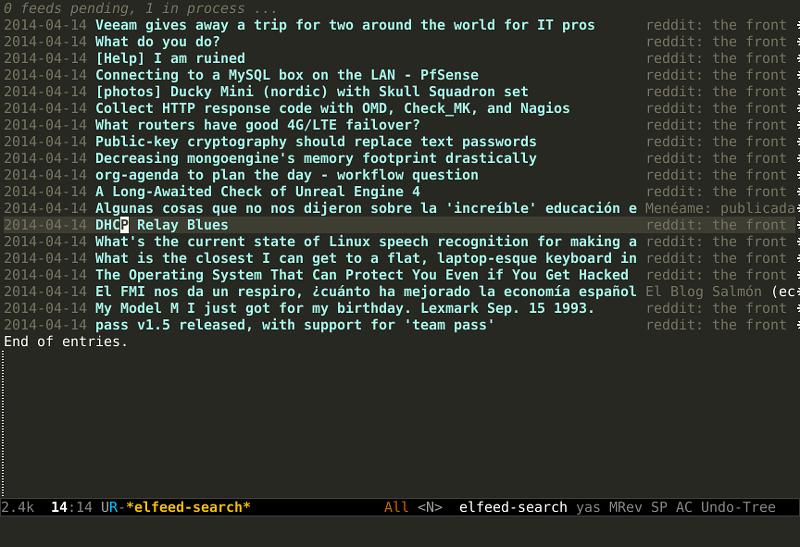 0 feeds pending, 1 in process ...
2014-04-14 Veeam gives away a trip for two around the world for IT pros reddit: the front
2014-04-14 What do you do? reddit: the front
2014-04-14 [Help] I am ruined reddit: the front
2014-04-14 Connecting to a MySQL box on the LAN - PfSense reddit: the front
2014-04-14 [photos] Ducky Mini (nordic) with Skull Squadron set reddit: the front
2014-04-14 Collect HTTP response code with OMD, Check_MK, and Nagios reddit: the front
2014-04-14 What routers have good 4G/LTE failover? reddit: the front
2014-04-14 Public-key cryptography should replace text passwords reddit: the front
2014-04-14 Decreasing mongoengine's memory footprint drastically reddit: the front
2014-04-14 org-agenda to plan the day - workflow question reddit: the front
2014-04-14 A Long-Awaited Check of Unreal Engine 4 reddit: the front
2014-04-14 Algunas cosas que no nos dijeron sobre la 'increíble' educación e Menéame: publicada
2014-04-14 DHCP Relay Blues reddit: the front
2014-04-14 What's the current state of Linux speech recognition for making a reddit: the front
2014-04-14 What is the closest I can get to a flat, laptop-esque keyboard in reddit: the front
2014-04-14 The Operating System That Can Protect You Even if You Get Hacked reddit: the front
2014-04-14 El FMI nos da un respiro, ¿cuánto ha mejorado la economía español El Blog Salmón (ec
2014-04-14 My Model M I just got for my birthday. Lexmark Sep. 15 1993. reddit: the front
2014-04-14 pass v1.5 released, with support for 'team pass' reddit: the front
End of entries.
2.4k 14:14 UR-*elfeed-search* All <N> elfeed-search yas MRev SP AC Undo-Tree